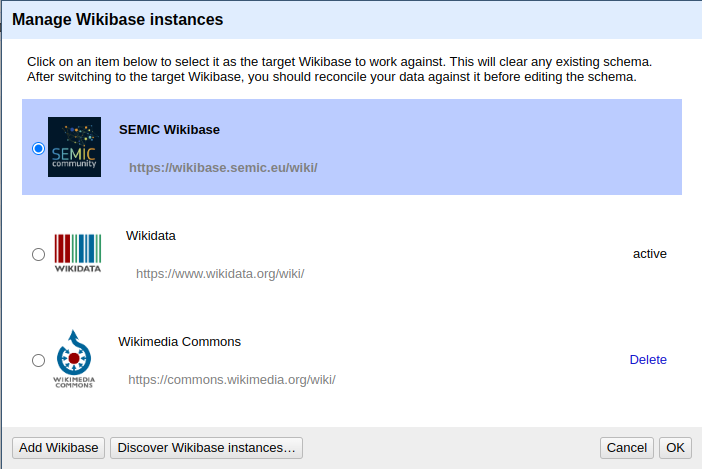 Manage Wikibase instances
Click on an item below to select it as the target Wikibase to work against. This will clear any existing schema.
After switching to the target Wikibase, you should reconcile your data against it before editing the schema.
SEMIC
community
SEMIC Wikibase
https://wikibase.semic.eu/wiki/
WIKIDATA
Wikidata
https://www.wikidata.org/wiki/
active
WIKIMEDIA
COMMONS
Wikimedia Commons
https://commons.wikimedia.org/wiki/
Delete
Add Wikibase
Discover Wikibase instances…
Cancel
OK